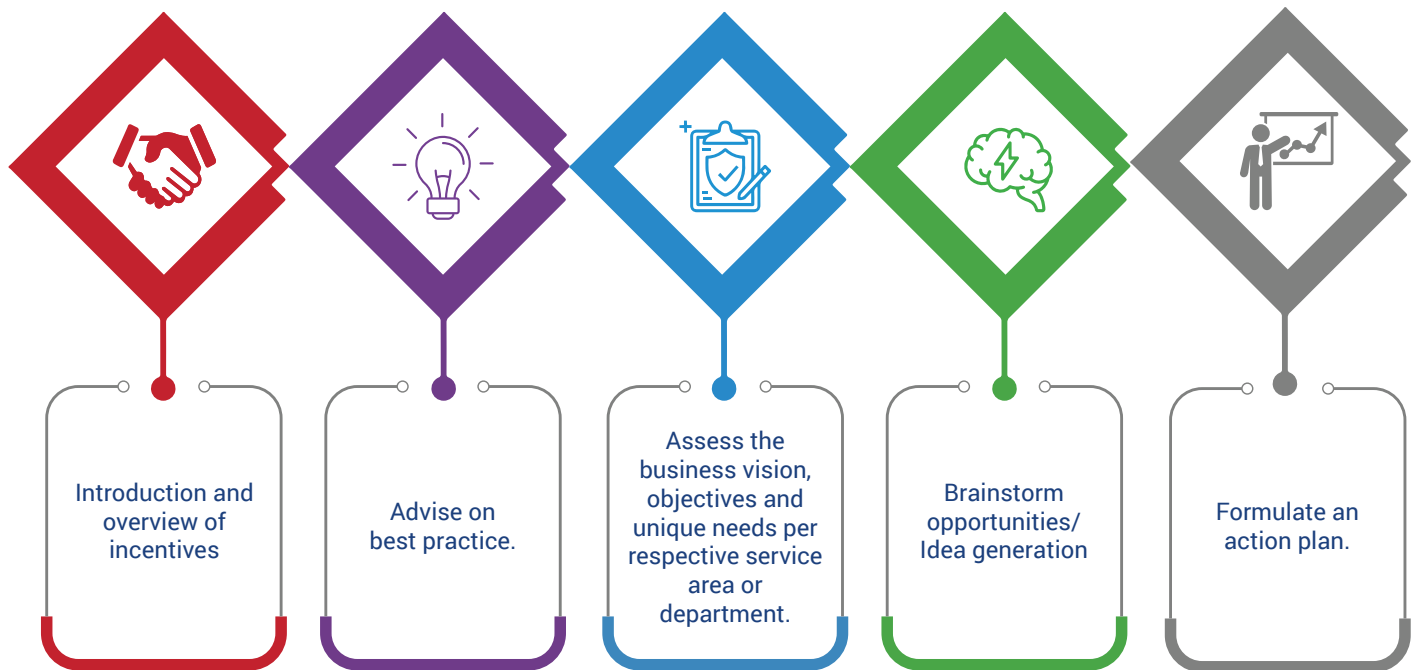 Introduction and
overview of
incentives
Advise on
best practice.
Assess the
business vision,
objectives and
unique needs per
respective service
area or
department.
Brainstorm
opportunities/
Idea generation
Formulate an
action plan.